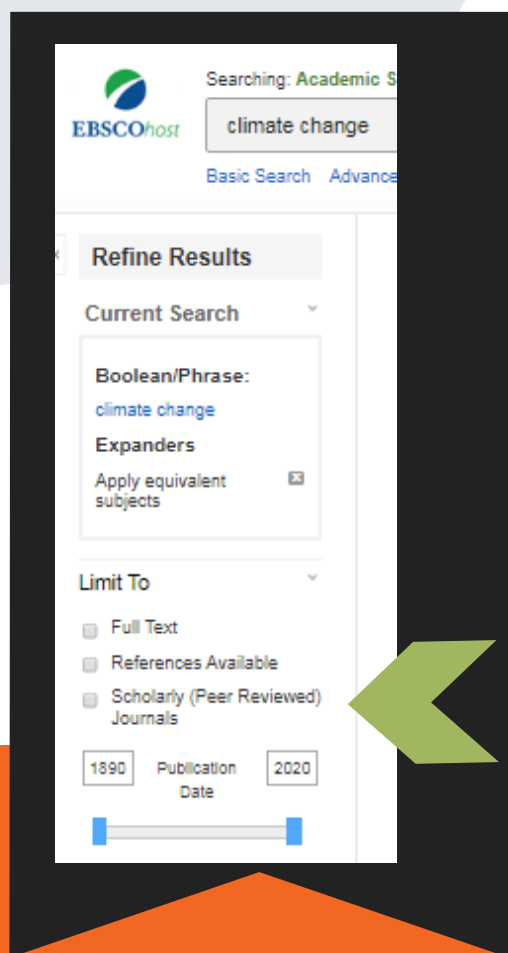 Searching: Academic S
EBSCOhost
climate change
Basic Search Advance
Refine Results
Current Search
Boolean/Phrase:
climate change
Expanders
Apply equivalent
subjects
Limit To
Full Text
References Available
Scholarly (Peer Reviewed)
Journals
1890 Publication 2020
Date